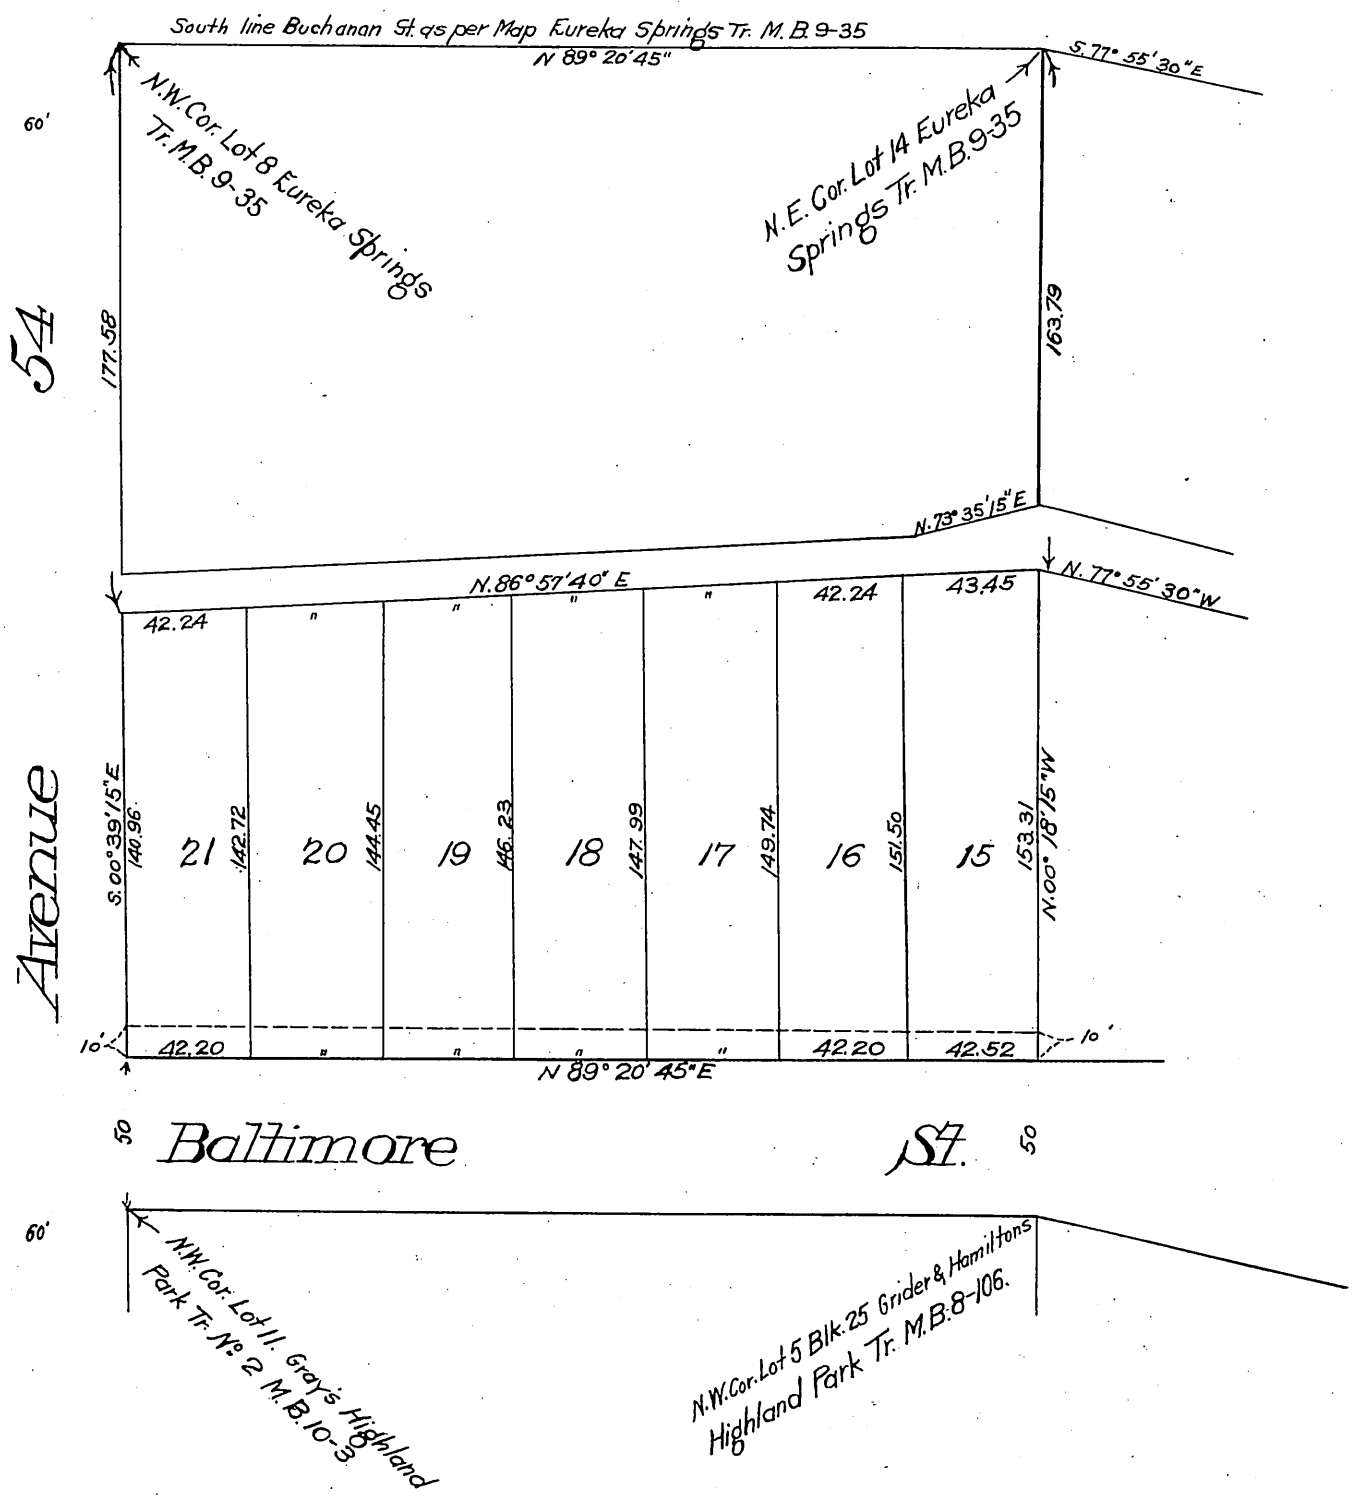 South line Buchanan St. as per Map Eureka Springs Tr. M.B. 9-35
N 89° 20' 45"
S. 77° 55' 30" E
60'
N.W. Cor. Lot 8 Eureka Springs
Tr. M.B. 9-35
N.E. Cor. Lot 14 Eureka
Springs Tr. M.B. 9-35
54
177.58
163.79
N. 73° 35' 15" E
N. 86° 57' 40" E
N. 77° 55' 30" W
42.24 " " " " 42.24 43.45
Avenue
S. 00° 39' 15" E
140.96
21
142.72
20
144.45
19
146.23
18
147.99
17
149.74
16
151.50
15
153.31
N. 00° 18' 15" W
10'
42.20 " " " " 42.20 42.52
10'
N 89° 20' 45" E
50
Baltimore St.
50
60'
N.W. Cor. Lot 11. Gray's Highland
Park Tr. No 2 M.B. 10-3
N.W. Cor. Lot 5 Blk. 25 Grider & Hamiltons
Highland Park Tr. M.B. 8-106.